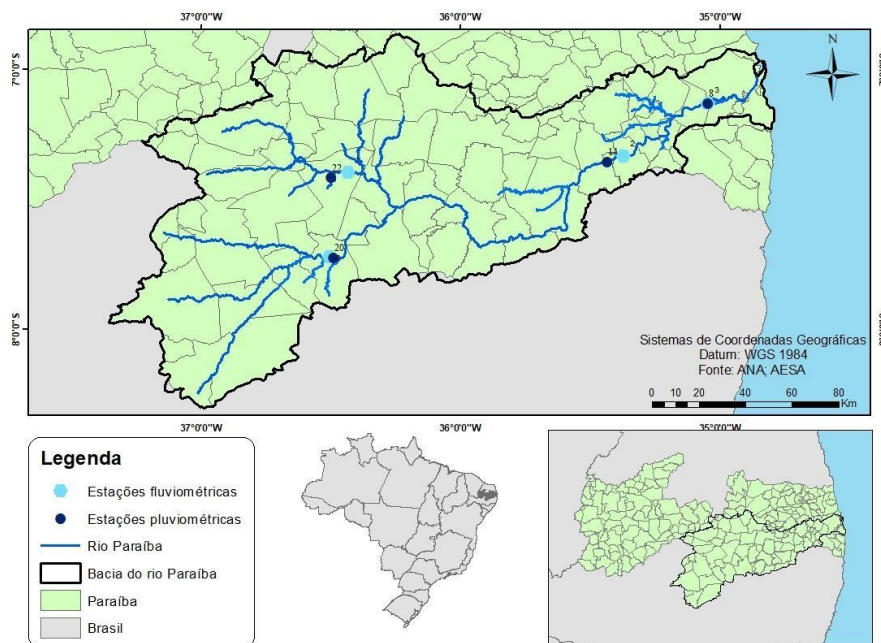 37°0'0"W 36°0'0"W 35°0'0"W
7°0'0"S
N
8 3
11
2
22
20
8°0'0"S
Sistemas de Coordenadas Geográficas
Datum: WGS 1984
Fonte: ANA; AESA
0 10 20 40 60 80
Km
37°0'0"W 36°0'0"W 35°0'0"W
Legenda
Estações fluviométricas
Estações pluviométricas
Rio Paraíba
Bacia do rio Paraíba
Paraíba
Brasil